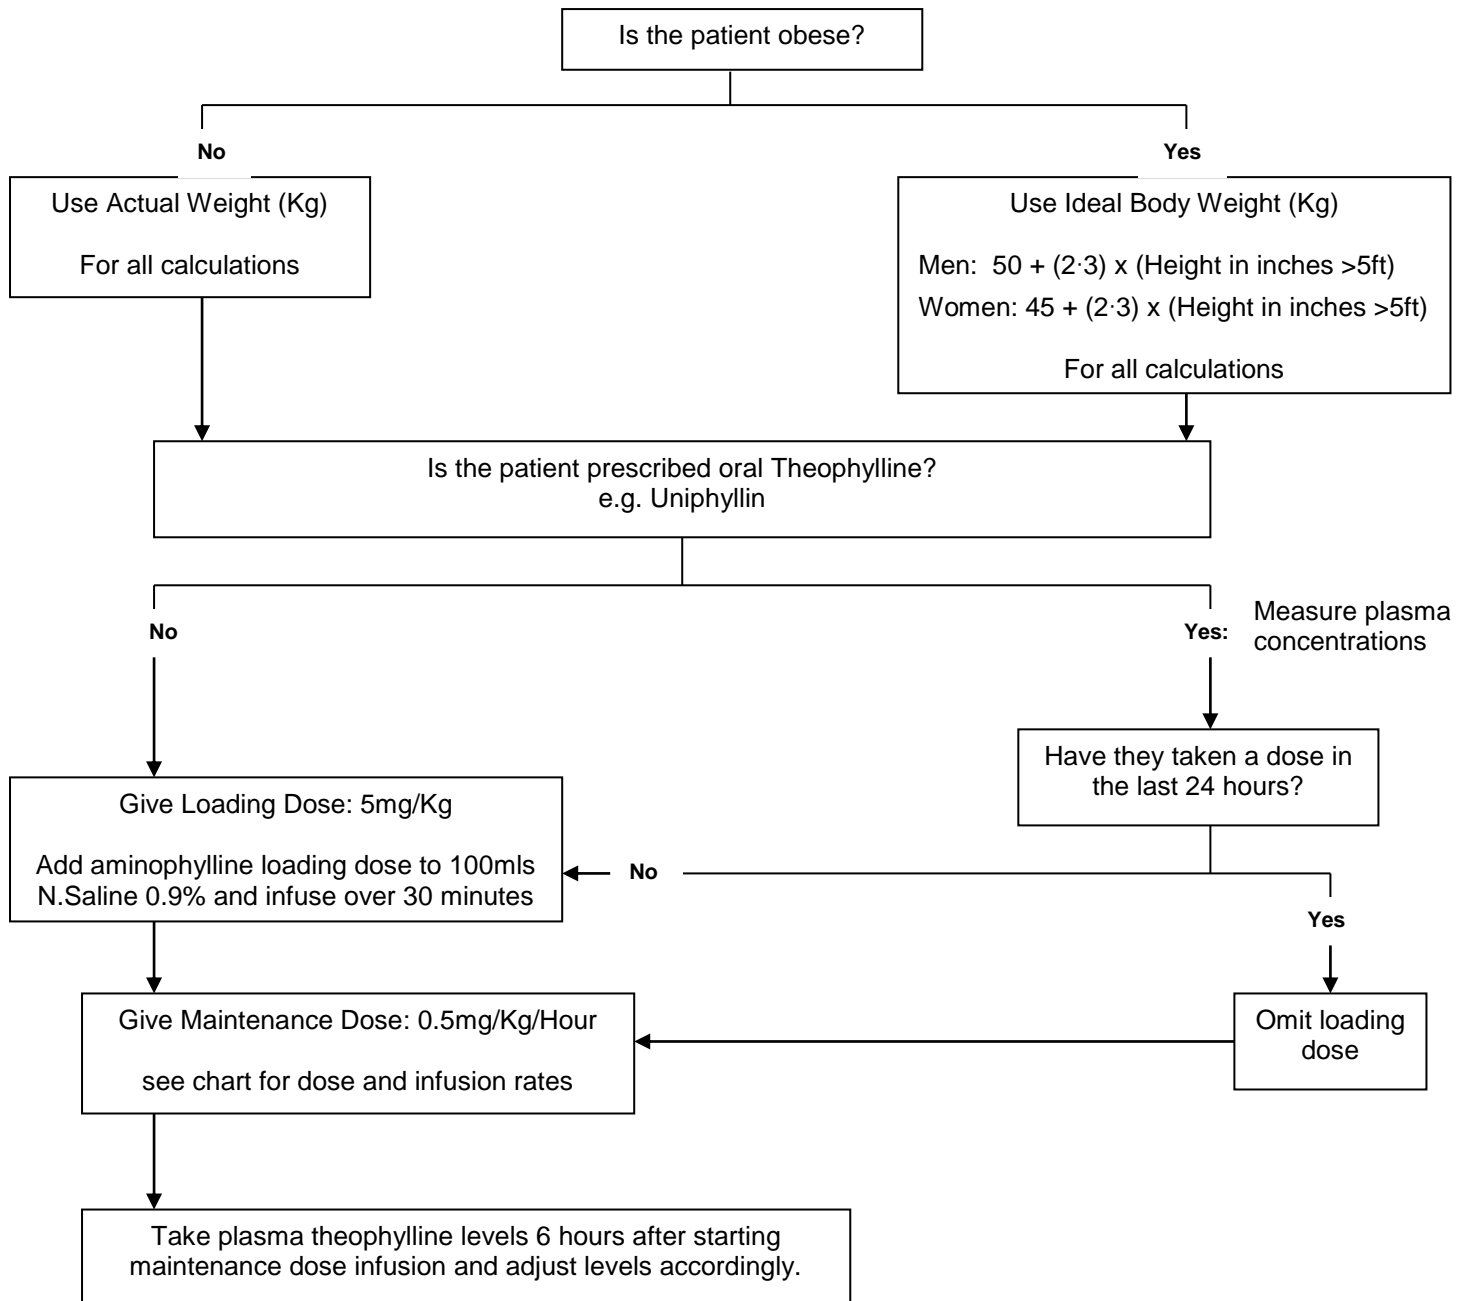 Is the patient obese?
No
Yes
Use Actual Weight (Kg)
For all calculations
Use Ideal Body Weight (Kg)
Men: 50 + (2·3) x (Height in inches >5ft)
Women: 45 + (2·3) x (Height in inches >5ft)
For all calculations
Is the patient prescribed oral Theophylline?
e.g. Uniphyllin
No
Yes:
Measure plasma
concentrations
Have they taken a dose in
the last 24 hours?
Give Loading Dose: 5mg/Kg
Add aminophylline loading dose to 100mls
N.Saline 0.9% and infuse over 30 minutes
No
Yes
Give Maintenance Dose: 0.5mg/Kg/Hour
see chart for dose and infusion rates
Omit loading
dose
Take plasma theophylline levels 6 hours after starting
maintenance dose infusion and adjust levels accordingly.